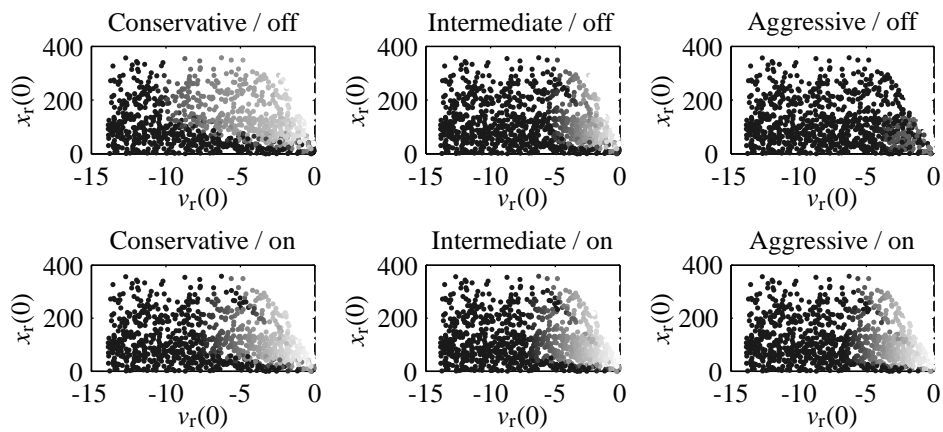 Conservative / off Intermediate / off Aggressive / off
400 400 400
x_r(0) x_r(0) x_r(0)
200 200 200
0 0 0
-15 -10 -5 0 -15 -10 -5 0 -15 -10 -5 0
v_r(0) v_r(0) v_r(0)
Conservative / on Intermediate / on Aggressive / on
400 400 400
x_r(0) x_r(0) x_r(0)
200 200 200
0 0 0
-15 -10 -5 0 -15 -10 -5 0 -15 -10 -5 0
v_r(0) v_r(0) v_r(0)